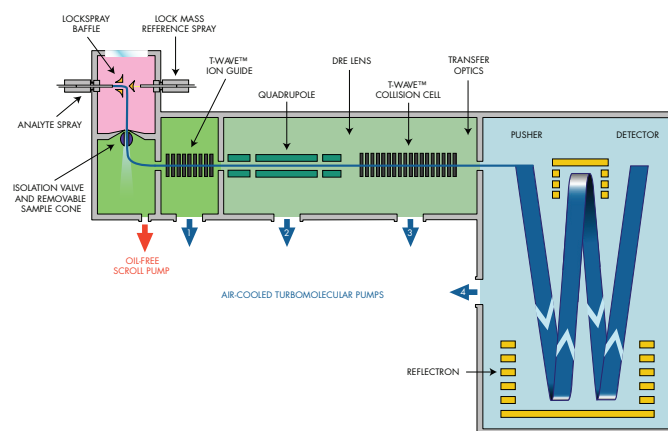 LOCKSPRAY
BAFFLE
LOCK MASS
REFERENCE SPRAY
T-WAVE™
ION GUIDE
DRE LENS
TRANSFER
OPTICS
QUADRUPOLE
T-WAVE™
COLLISION CELL
ANALYTE SPRAY
PUSHER
DETECTOR
ISOLATION VALVE
AND REMOVABLE
SAMPLE CONE
1
2
3
OIL-FREE
SCROLL PUMP
AIR-COOLED TURBOMOLECULAR PUMPS
4
REFLECTRON